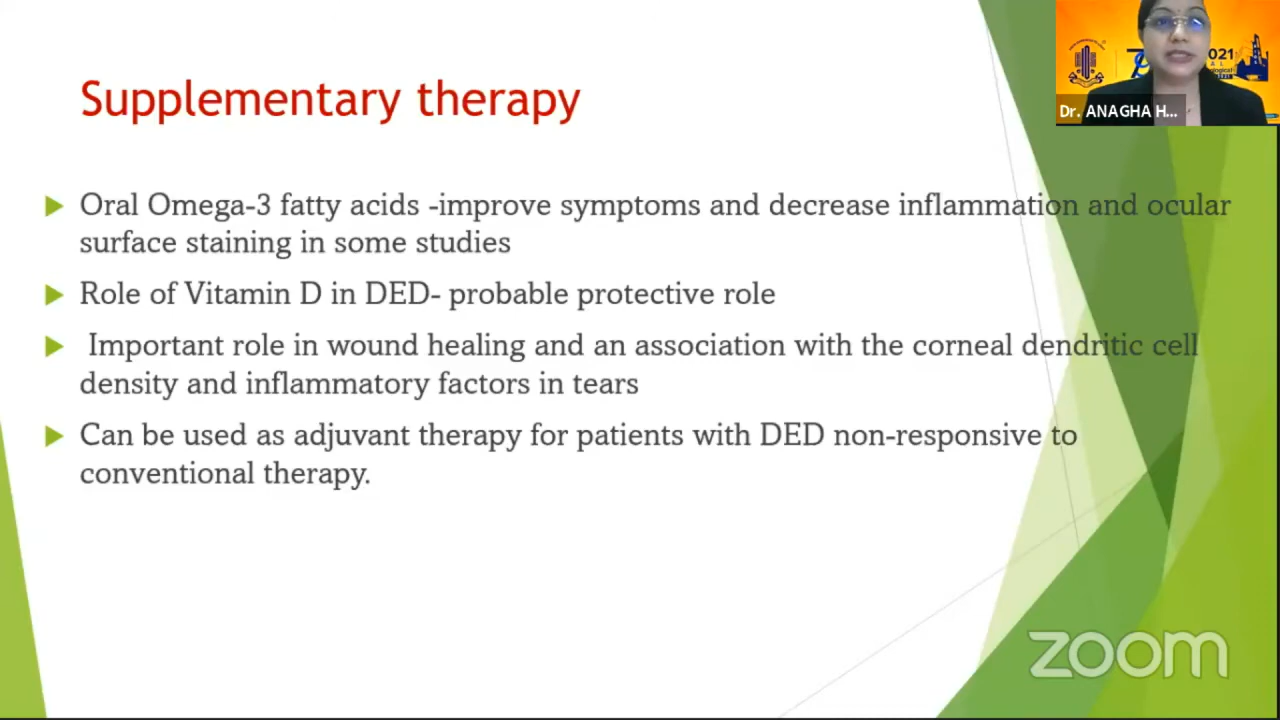 Supplementary therapy
Oral Omega-3 fatty acids -improve symptoms and decrease inflammation and ocular
surface staining in some studies
Role of Vitamin D in DED- probable protective role
Important role in wound healing and an association with the corneal dendritic cell
density and inflammatory factors in tears
Can be used as adjuvant therapy for patients with DED non-responsive to
conventional therapy.
2021
Dr. ANAGHA H...
zoom